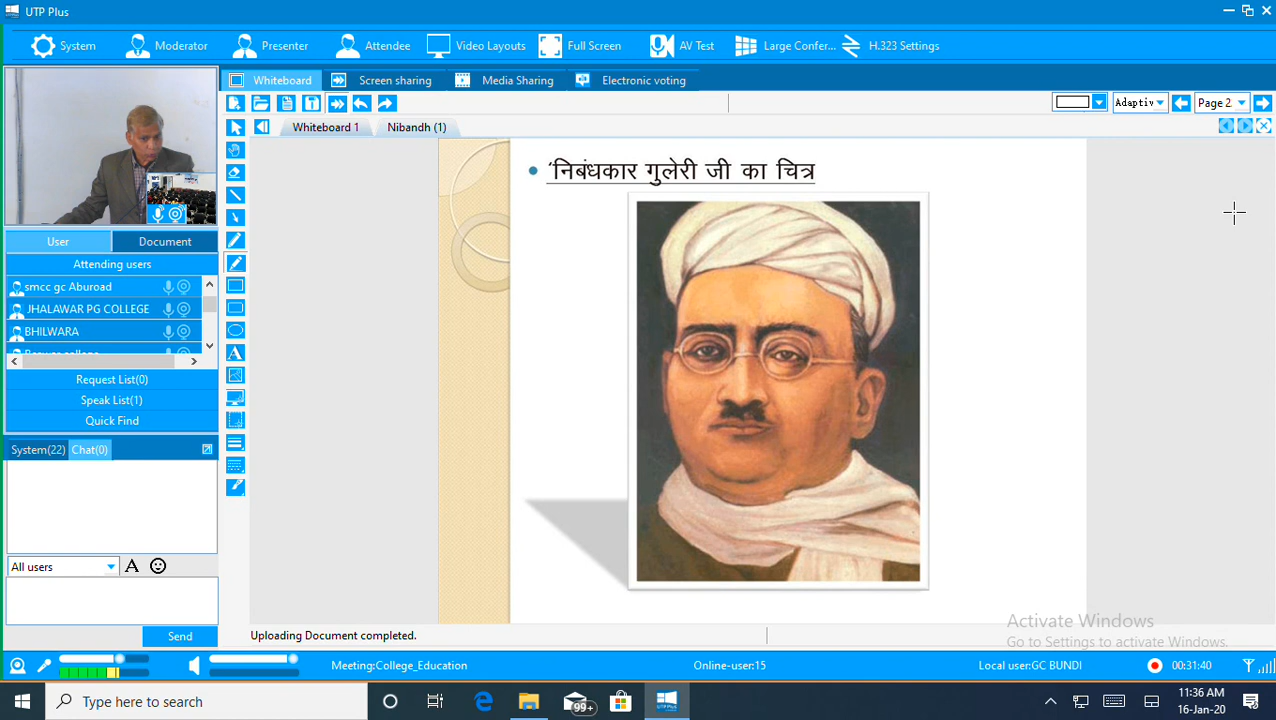 UTP Plus
System
Moderator
Presenter
Attendee
Video Layouts
Full Screen
AV Test
Large Confer...
H.323 Settings
Whiteboard
Screen sharing
Media Sharing
Electronic voting
Adaptiv
Page 2
Whiteboard 1
Nibandh (1)
User
Document
Attending users
smcc gc Aburoad
JHALAWAR PG COLLEGE
BHILWARA
Request List(0)
Speak List(1)
Quick Find
System(22)
Chat(0)
All users
Send
'निबंधकार गुलेरी जी का चित्र
Uploading Document completed.
Activate Windows
Go to Settings to activate Windows.
Meeting:College_Education
Online-user:15
Local user:GC BUNDI
00:31:40
Type here to search
99+
11:36 AM
16-Jan-20